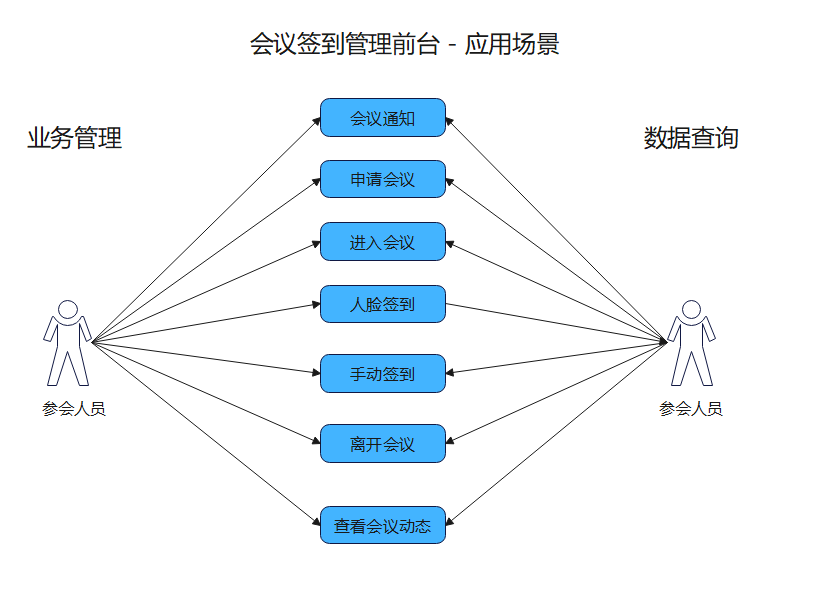 会议签到管理前台 - 应用场景
业务管理
数据查询
会议通知
申请会议
进入会议
人脸签到
手动签到
离开会议
查看会议动态
参会人员
参会人员